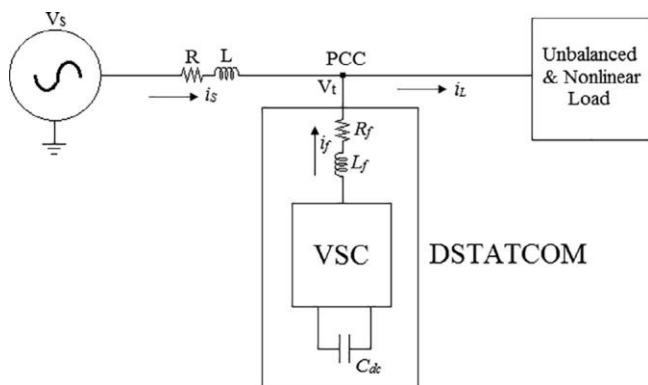 Vs
R L
PCC
Vt
is
iL
Unbalanced
& Nonlinear
Load
if
Rf
Lf
VSC
DSTATCOM
Cdc